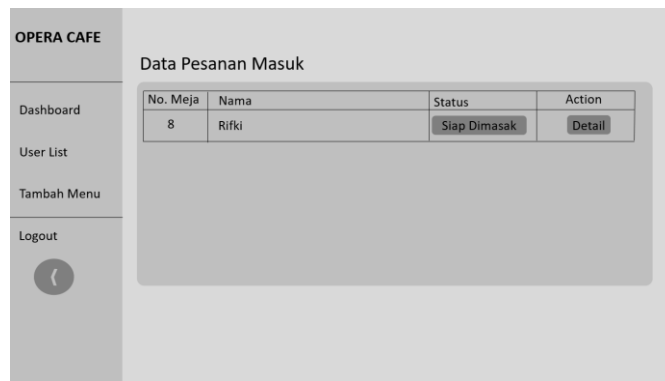 OPERA CAFE
Dashboard
User List
Tambah Menu
Logout
Data Pesanan Masuk
No. Meja Nama Status Action
8 Rifki Siap Dimasak Detail